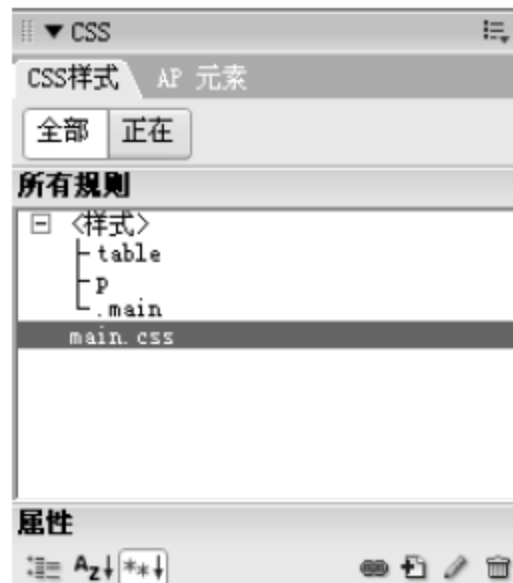 CSS
CSS样式 AP 元素
全部 正在
所有规则
<样式>
table
p
.main
main.css
属性
Az↓ **↓